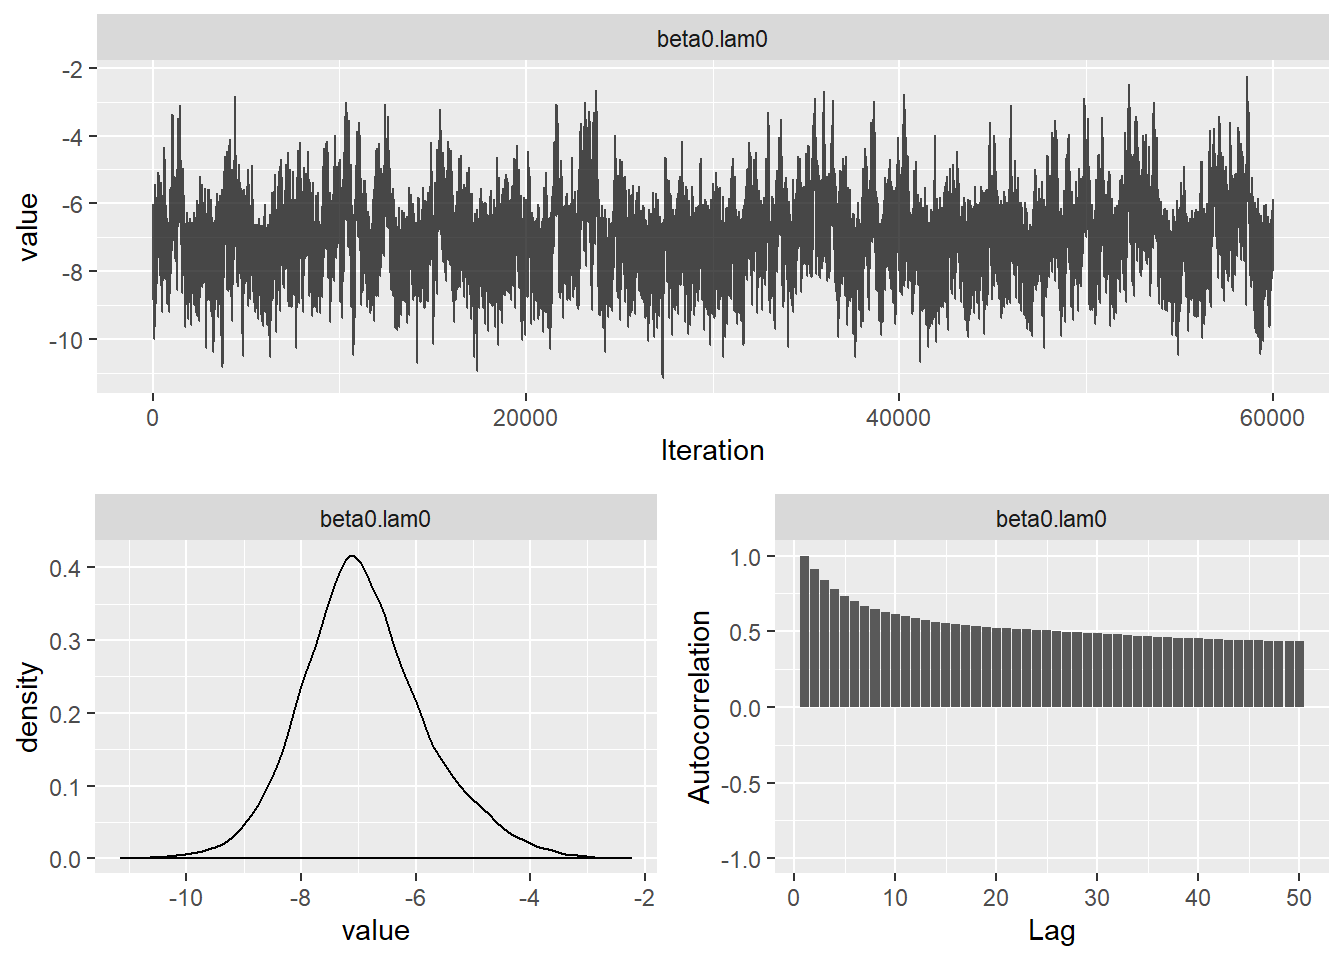 beta0.lam0
-2
-4
-6
-8
-10
value
0 20000 40000 60000
Iteration
beta0.lam0
0.4
0.3
0.2
0.1
0.0
density
-10 -8 -6 -4 -2
value
beta0.lam0
1.0
0.5
0.0
-0.5
-1.0
Autocorrelation
0 10 20 30 40 50
Lag